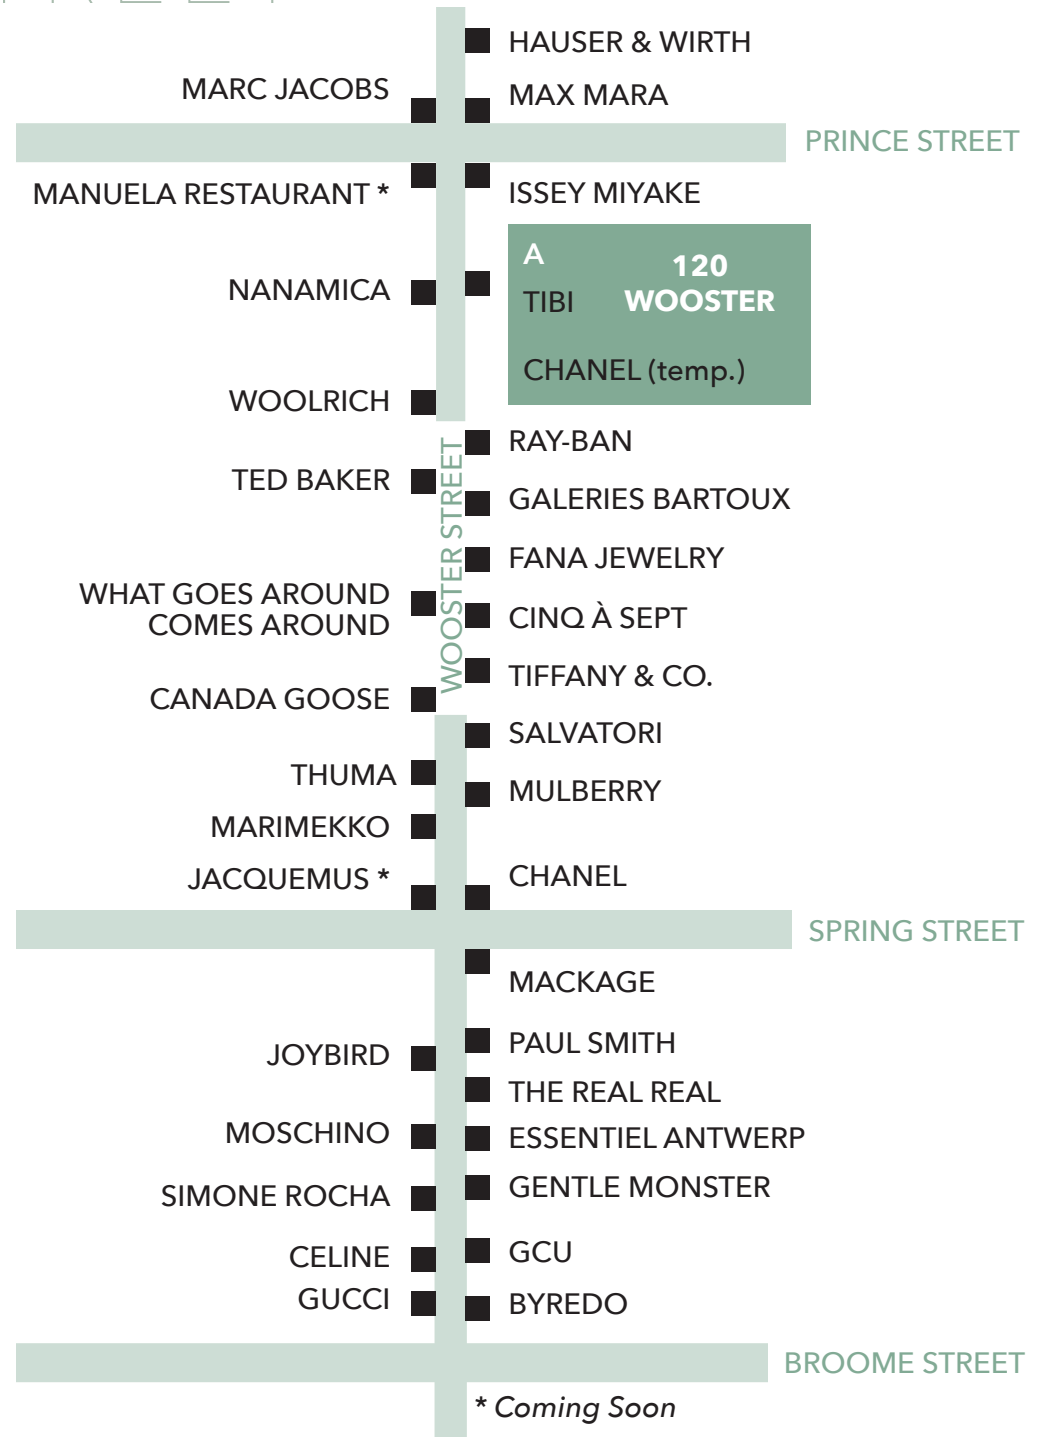 HAUSER & WIRTH
MARC JACOBS
MAX MARA
PRINCE STREET
MANUELA RESTAURANT *
ISSEY MIYAKE
A
120
WOOSTER
TIBI
NANAMICA
CHANEL (temp.)
WOOLRICH
RAY-BAN
TED BAKER
WOOSTER STREET
GALERIES BARTOUX
FANA JEWELRY
WHAT GOES AROUND
COMES AROUND
CINQ À SEPT
TIFFANY & CO.
CANADA GOOSE
SALVATORI
THUMA
MULBERRY
MARIMEKKO
JACQUEMUS *
CHANEL
SPRING STREET
MACKAGE
PAUL SMITH
JOYBIRD
THE REAL REAL
MOSCHINO
ESSENTIEL ANTWERP
SIMONE ROCHA
GENTLE MONSTER
CELINE
GCU
GUCCI
BYREDO
BROOME STREET
* Coming Soon